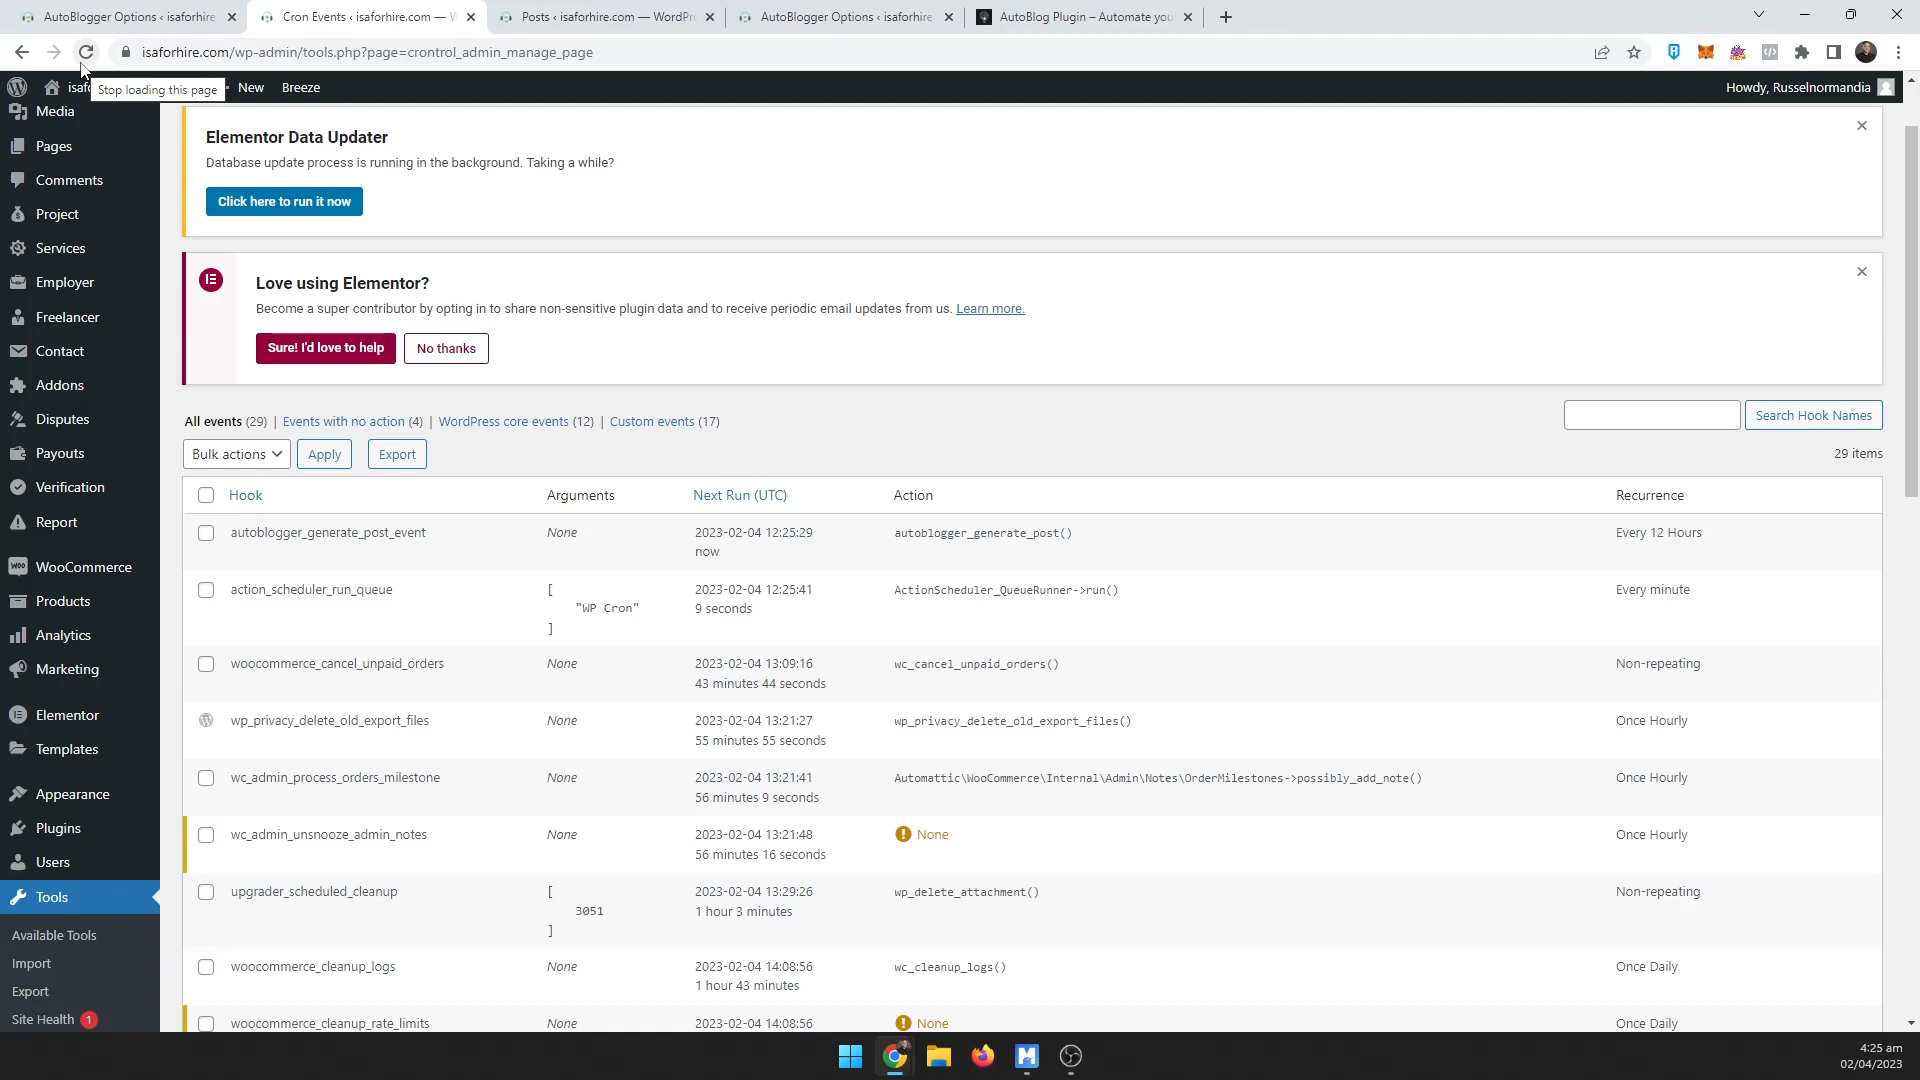 AutoBlogger Options ‹ isaforhire
Cron Events ‹ isaforhire.com — W
Posts ‹ isaforhire.com — WordPr
AutoBlogger Options ‹ isaforhire
AutoBlog Plugin – Automate you
isaforhire.com/wp-admin/tools.php?page=crontrol_admin_manage_page
isafo
Stop loading this page
New
Breeze
Howdy, Russelnormandia
Media
Pages
Comments
Project
Services
Employer
Freelancer
Contact
Addons
Disputes
Payouts
Verification
Report
WooCommerce
Products
Analytics
Marketing
Elementor
Templates
Appearance
Plugins
Users
Tools
Available Tools
Import
Export
Site Health 1
Elementor Data Updater
Database update process is running in the background. Taking a while?
Click here to run it now
Love using Elementor?
Become a super contributor by opting in to share non-sensitive plugin data and to receive periodic email updates from us. Learn more.
Sure! I'd love to help
No thanks
All events (29) | Events with no action (4) | WordPress core events (12) | Custom events (17)
Search Hook Names
Bulk actions
Apply
Export
29 items
Hook Arguments Next Run (UTC) Action Recurrence
autoblogger_generate_post_event None 2023-02-04 12:25:29 autoblogger_generate_post() Every 12 Hours
now
action_scheduler_run_queue [ 2023-02-04 12:25:41 ActionScheduler_QueueRunner->run() Every minute
"WP Cron" 9 seconds
]
woocommerce_cancel_unpaid_orders None 2023-02-04 13:09:16 wc_cancel_unpaid_orders() Non-repeating
43 minutes 44 seconds
wp_privacy_delete_old_export_files None 2023-02-04 13:21:27 wp_privacy_delete_old_export_files() Once Hourly
55 minutes 55 seconds
wc_admin_process_orders_milestone None 2023-02-04 13:21:41 Automattic\WooCommerce\Internal\Admin\Notes\OrderMilestones->possibly_add_note() Once Hourly
56 minutes 9 seconds
wc_admin_unsnooze_admin_notes None 2023-02-04 13:21:48 None Once Hourly
56 minutes 16 seconds
upgrader_scheduled_cleanup [ 2023-02-04 13:29:26 wp_delete_attachment() Non-repeating
3051 1 hour 3 minutes
]
woocommerce_cleanup_logs None 2023-02-04 14:08:56 wc_cleanup_logs() Once Daily
1 hour 43 minutes
woocommerce_cleanup_rate_limits None 2023-02-04 14:08:56 None Once Daily
4:25 am
02/04/2023